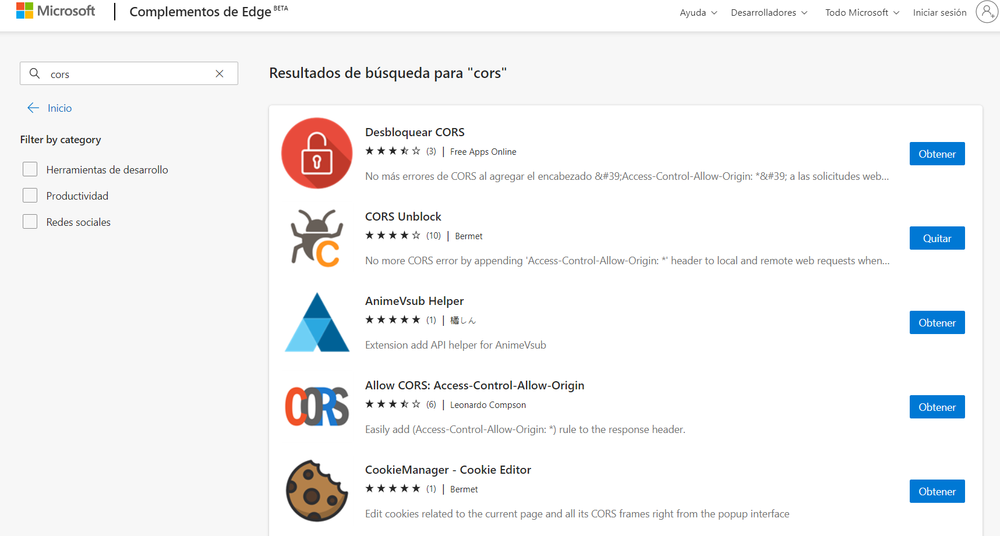 Microsoft
Complementos de Edge BETA
Ayuda
Desarrolladores
Todo Microsoft
Iniciar sesión
cors
Inicio
Filter by category
Herramientas de desarrollo
Productividad
Redes sociales
Resultados de búsqueda para "cors"
Desbloquear CORS
(3) | Free Apps Online
No más errores de CORS al agregar el encabezado &#39;Access-Control-Allow-Origin: *&#39; a las solicitudes web...
Obtener
C
CORS Unblock
(10) | Bermet
No more CORS error by appending 'Access-Control-Allow-Origin: *' header to local and remote web requests when...
Quitar
AnimeVsub Helper
(1) | 橘しん
Extension add API helper for AnimeVsub
Obtener
CORS
Allow CORS: Access-Control-Allow-Origin
(6) | Leonardo Compson
Easily add (Access-Control-Allow-Origin: *) rule to the response header.
Obtener
CookieManager - Cookie Editor
(1) | Bermet
Edit cookies related to the current page and all its CORS frames right from the popup interface
Obtener